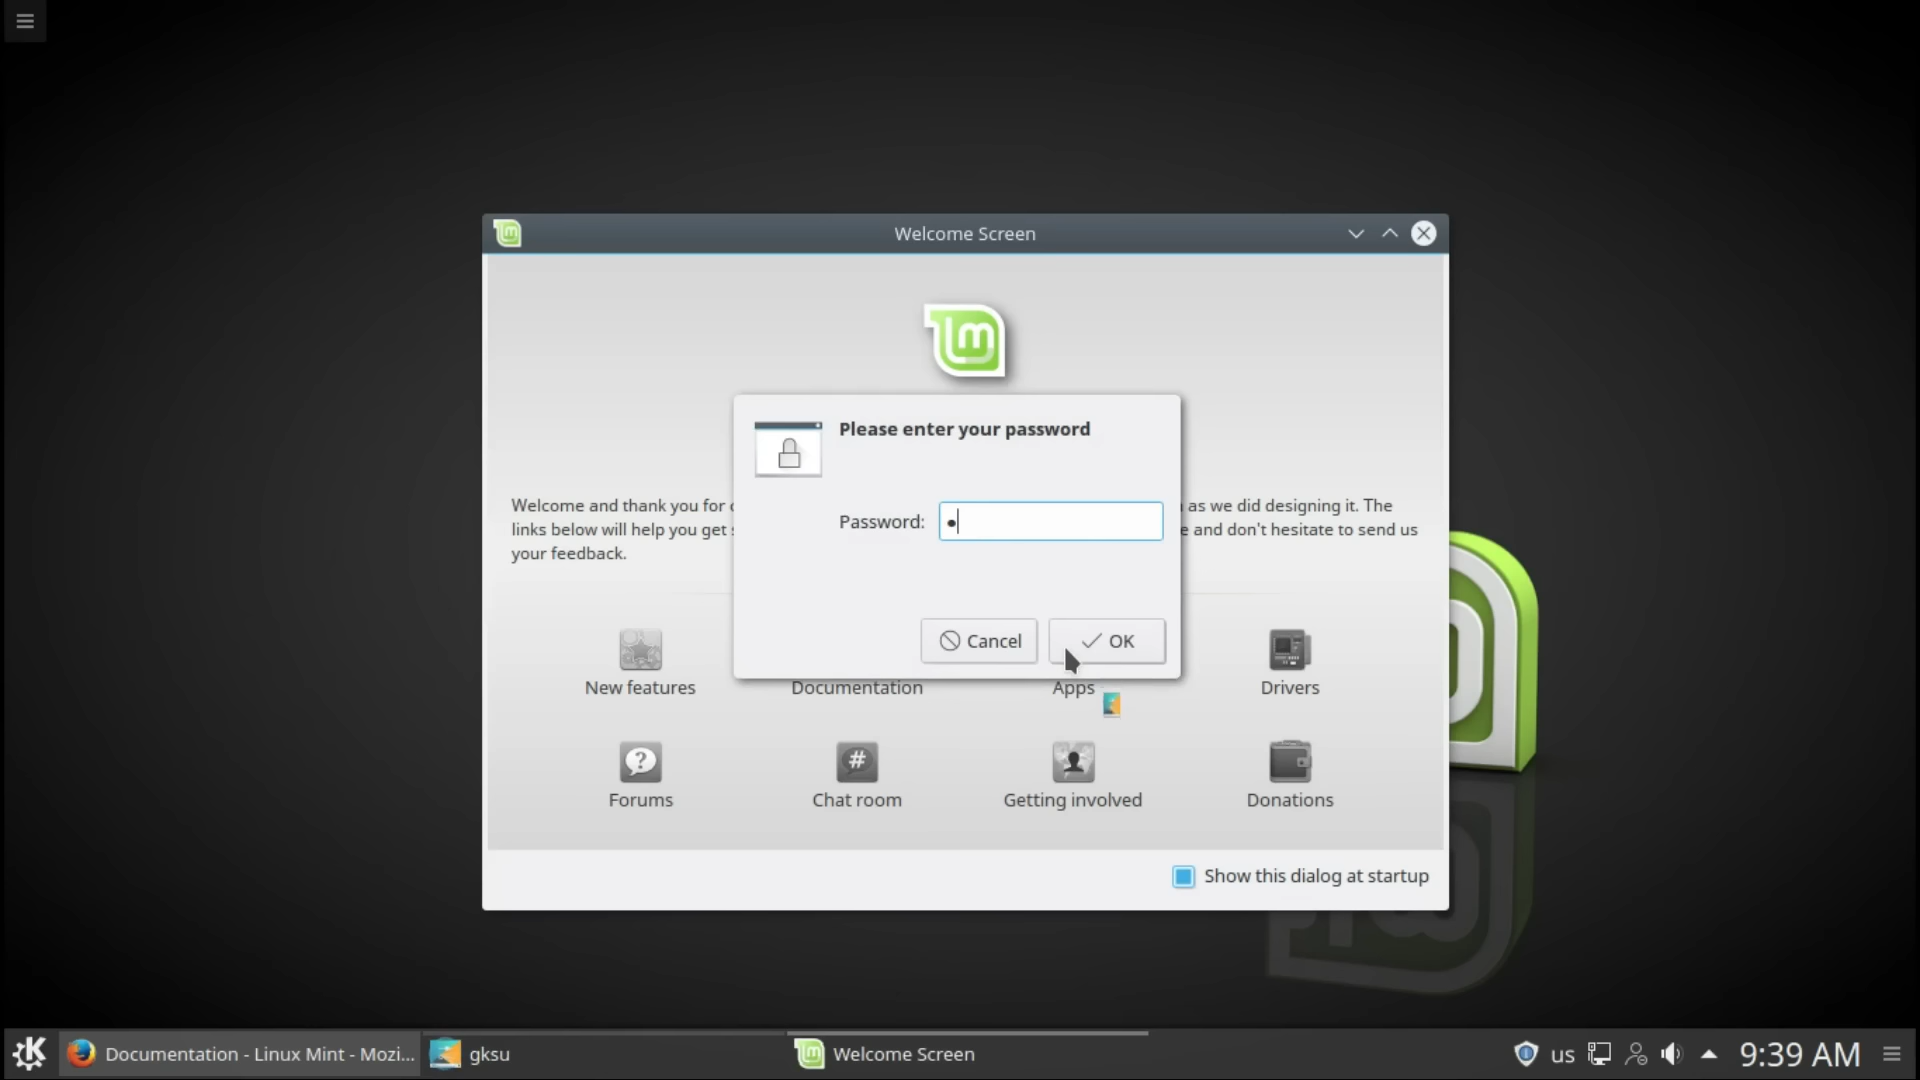 Welcome Screen
Please enter your password
Welcome and thank you for
as we did designing it. The
Password:
links below will help you get
and don't hesitate to send us
your feedback.
Cancel
OK
New features
Documentation
Apps
Drivers
Forums
Chat room
Getting involved
Donations
Show this dialog at startup
Documentation - Linux Mint - Mozi...
gksu
Welcome Screen
us
9:39 AM